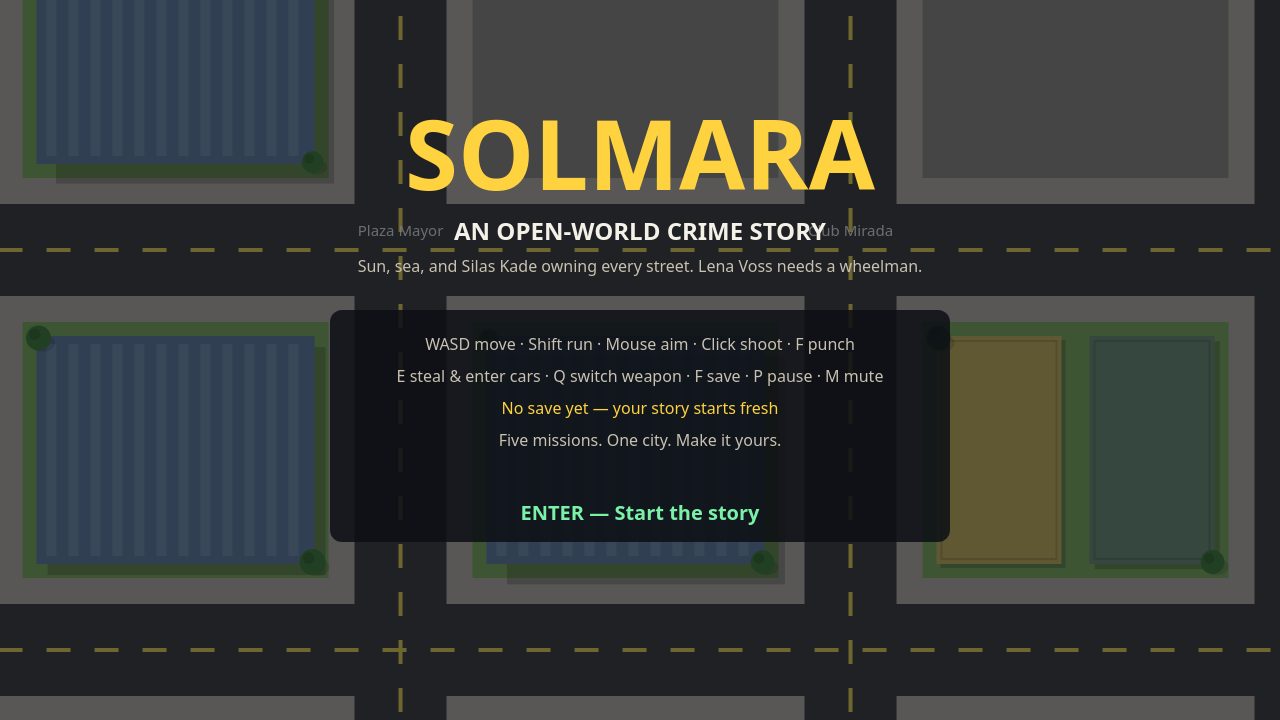 SOLMARA
Plaza Mayor
AN OPEN-WORLD CRIME STORY
Mirada
Sun, sea, and Silas Kade owning every street. Lena Voss needs a wheelman.
WASD move · Shift run · Mouse aim · Click shoot · F punch
E steal & enter cars · Q switch weapon · F save · P pause · M mute
No save yet — your story starts fresh
Five missions. One city. Make it yours.
ENTER — Start the story